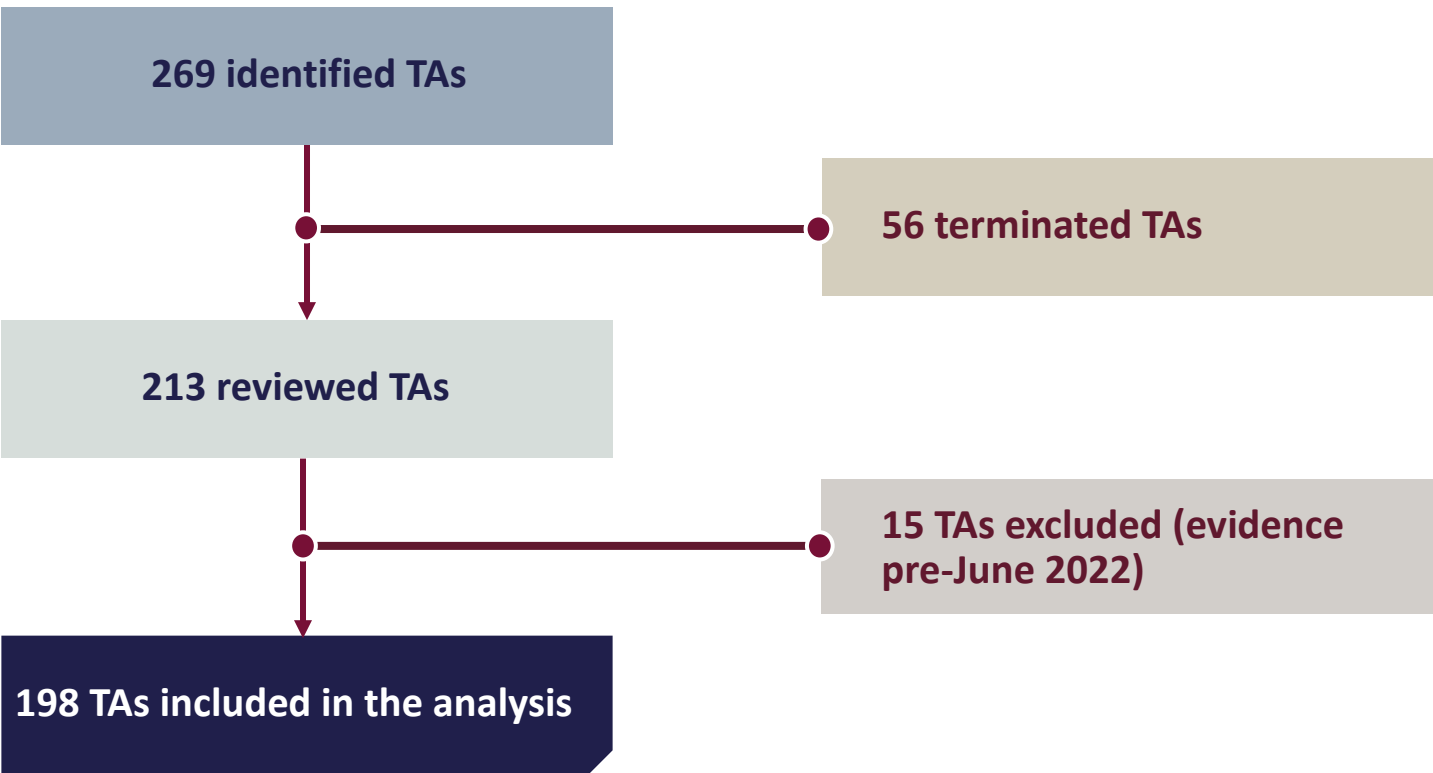 269 identified TAs
56 terminated TAs
213 reviewed TAs
15 TAs excluded (evidence
pre-June 2022)
198 TAs included in the analysis